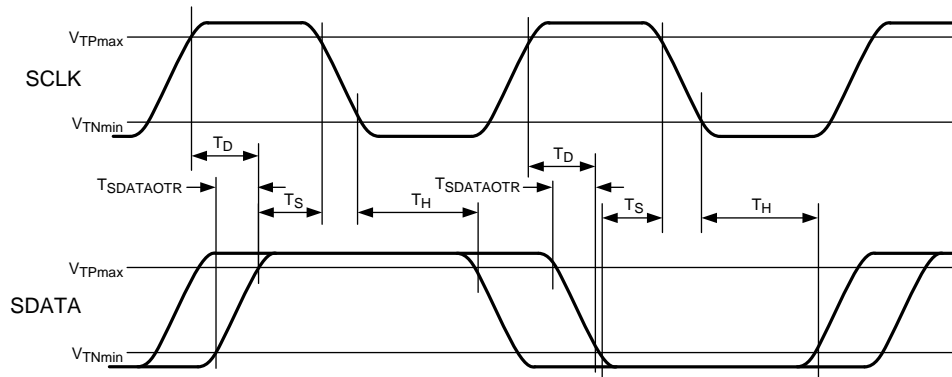 VTPmax
SCLK
VTNmin
TD
TD
TSDATAOTR
TS
TH
TSDATAOTR
TS
TH
VTPmax
SDATA
VTNmin